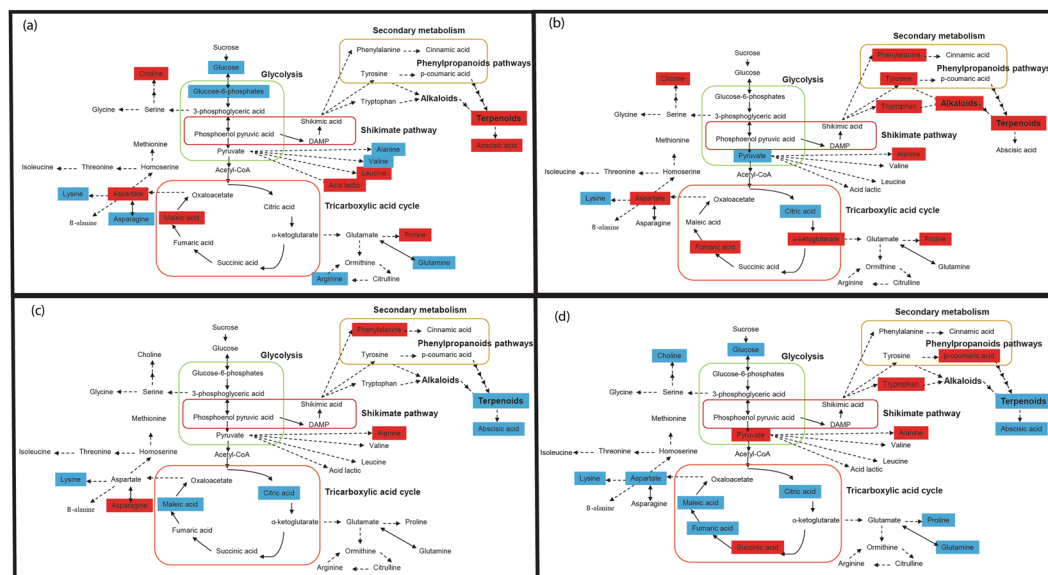 (a)
Secondary metabolism
Phenylalanine
Cinnamic acid
Phenylpropanoids pathways
Sucrose
Glucose
Tyrosine
p-coumaric acid
Choline
Glycolysis
Glucose-6-phosphates
Tryptophan
Alkaloids
Glycine
Serine
3-phosphoglyceric acid
Terpenoids
Shikimic acid
Shikimate pathway
Phosphoenol pyruvic acid
DAMP
Abscisic acid
Methionine
Pyruvate
Alanine
Valine
Isoleucine
Threonine
Homoserine
Acetyl-CoA
Leucine
Acid lactic
Lysine
Aspartate
Oxaloacetate
Tricarboxylic acid cycle
B-alanine
Asparagine
Maleic acid
Citric acid
Fumaric acid
α-ketoglutarate
Glutamate
Proline
Succinic acid
Ormithine
Glutamine
Arginine
Citrulline
(b)
Secondary metabolism
Phenylalanine
Cinnamic acid
Phenylpropanoids pathways
Sucrose
Glucose
Tyrosine
p-coumaric acid
Choline
Glycolysis
Glucose-6-phosphates
Tryptophan
Alkaloids
Glycine
Serine
3-phosphoglyceric acid
Terpenoids
Shikimic acid
Shikimate pathway
Phosphoenol pyruvic acid
DAMP
Abscisic acid
Methionine
Pyruvate
Alanine
Valine
Isoleucine
Threonine
Homoserine
Acetyl-CoA
Leucine
Acid lactic
Lysine
Aspartate
Oxaloacetate
Tricarboxylic acid cycle
B-alanine
Asparagine
Maleic acid
Citric acid
Fumaric acid
α-ketoglutarate
Glutamate
Proline
Succinic acid
Ormithine
Glutamine
Arginine
Citrulline
(c)
Secondary metabolism
Phenylalanine
Cinnamic acid
Phenylpropanoids pathways
Sucrose
Glucose
Tyrosine
p-coumaric acid
Choline
Glycolysis
Glucose-6-phosphates
Tryptophan
Alkaloids
Glycine
Serine
3-phosphoglyceric acid
Terpenoids
Shikimic acid
Shikimate pathway
Phosphoenol pyruvic acid
DAMP
Abscisic acid
Methionine
Pyruvate
Alanine
Valine
Isoleucine
Threonine
Homoserine
Acetyl-CoA
Leucine
Acid lactic
Lysine
Aspartate
Oxaloacetate
Tricarboxylic acid cycle
B-alanine
Asparagine
Maleic acid
Citric acid
Fumaric acid
α-ketoglutarate
Glutamate
Proline
Succinic acid
Ormithine
Glutamine
Arginine
Citrulline
(d)
Secondary metabolism
Phenylalanine
Cinnamic acid
Phenylpropanoids pathways
Sucrose
Glucose
Tyrosine
p-coumaric acid
Choline
Glycolysis
Glucose-6-phosphates
Tryptophan
Alkaloids
Glycine
Serine
3-phosphoglyceric acid
Terpenoids
Shikimic acid
Shikimate pathway
Phosphoenol pyruvic acid
DAMP
Abscisic acid
Methionine
Pyruvate
Alanine
Valine
Isoleucine
Threonine
Homoserine
Acetyl-CoA
Leucine
Acid lactic
Lysine
Aspartate
Oxaloacetate
Tricarboxylic acid cycle
B-alanine
Asparagine
Maleic acid
Citric acid
Fumaric acid
α-ketoglutarate
Glutamate
Proline
Succinic acid
Ormithine
Glutamine
Arginine
Citrulline